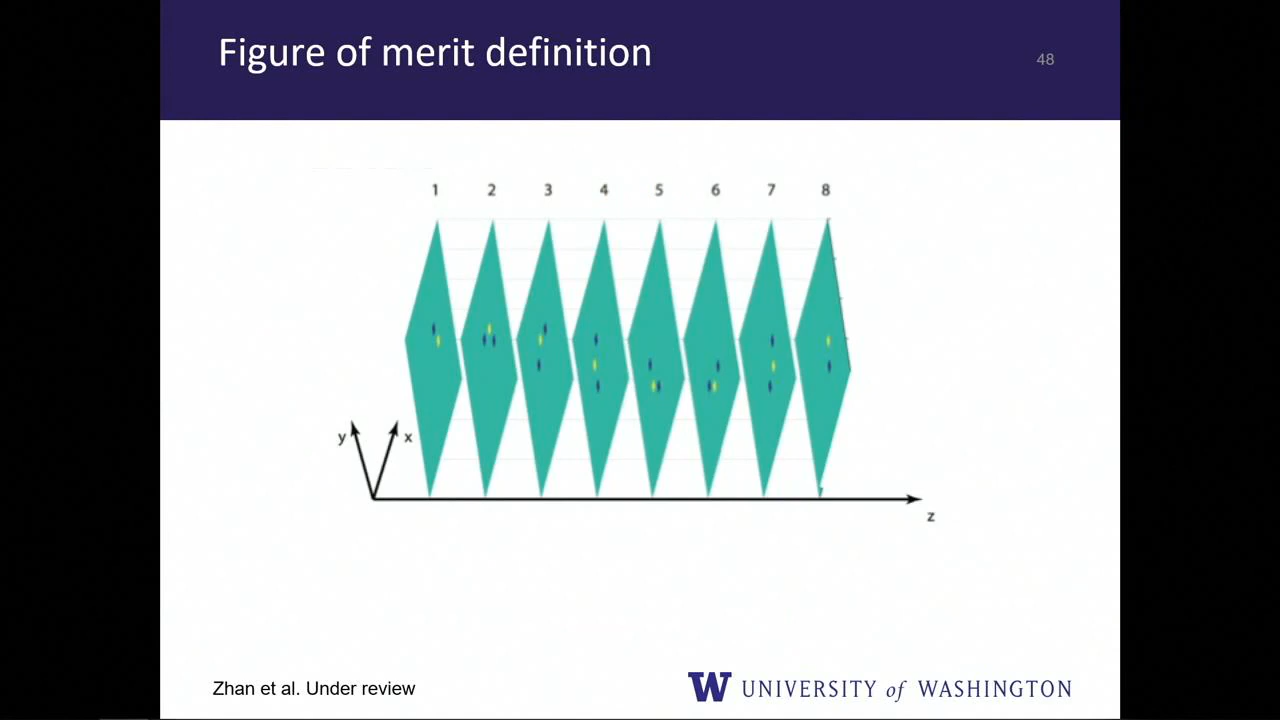 Figure of merit definition
48
1 2 3 4 5 6 7 8
y
x
z
Zhan et al. Under review
W UNIVERSITY of WASHINGTON